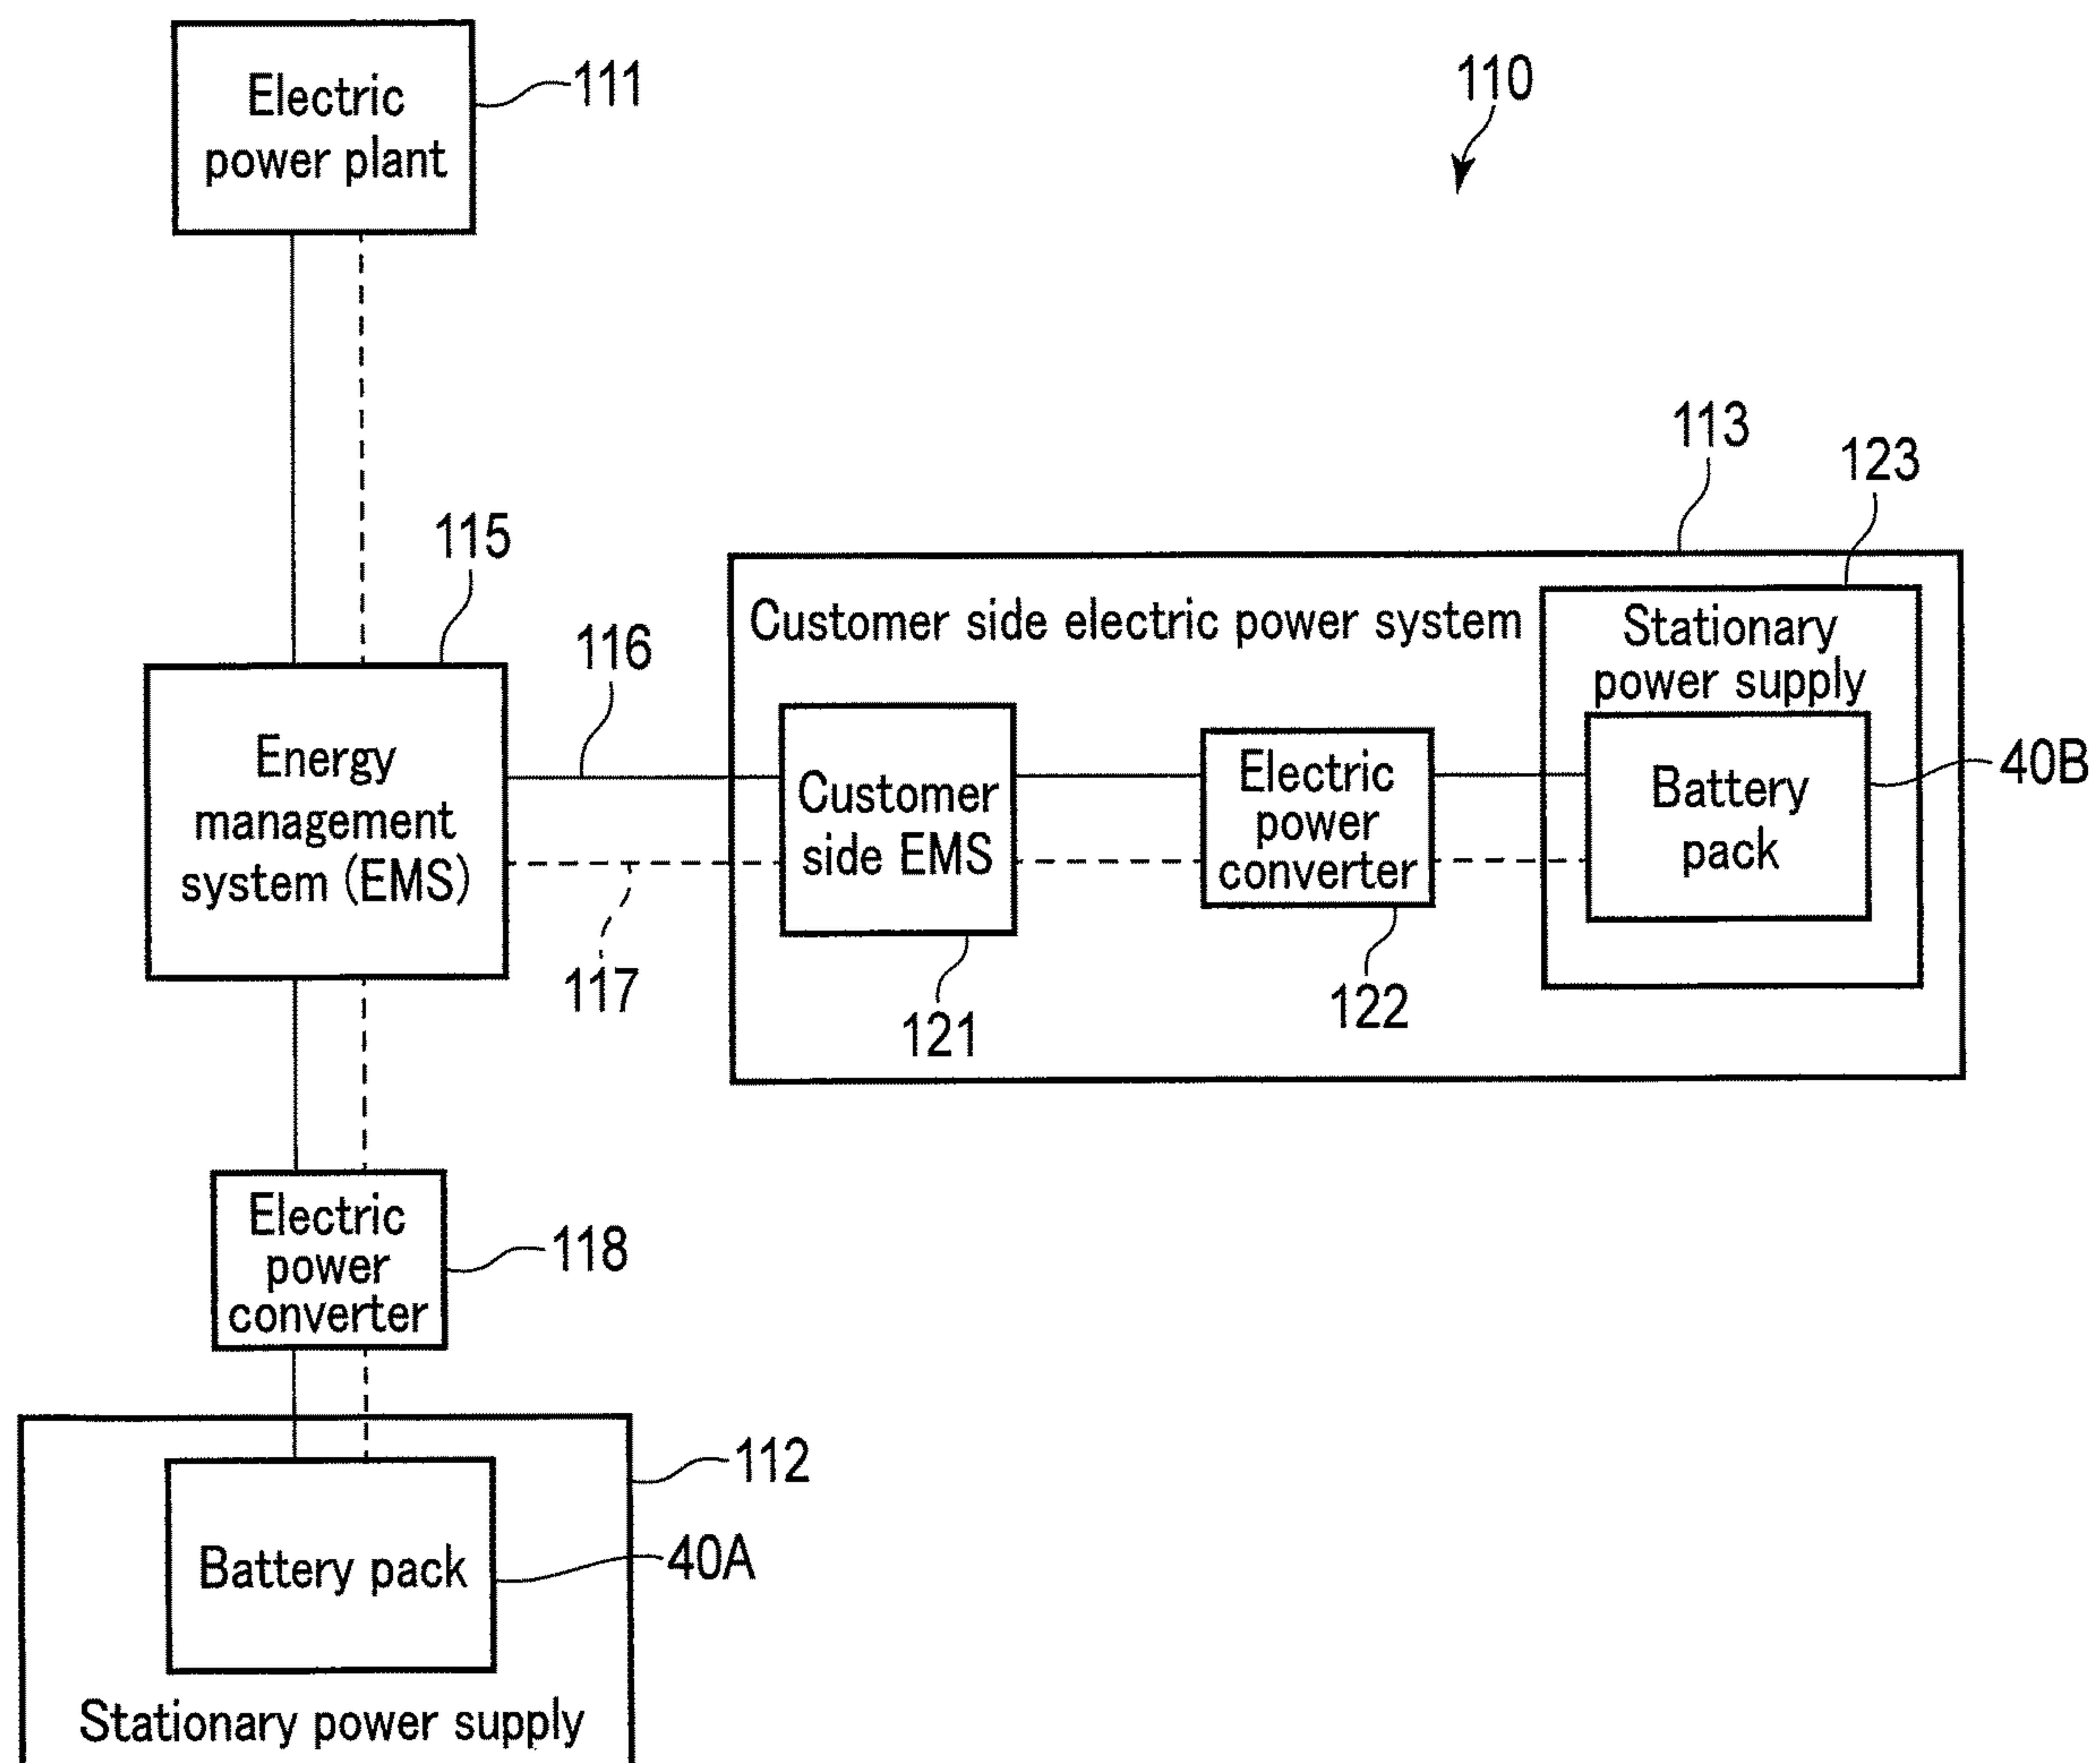 Electric
power plant
111
110
113
123
115
116
Customer side electric power system
Stationary
power supply
Energy
management
system (EMS)
Customer
side EMS
Electric
power
converter
Battery
pack
40B
117
121
122
Electric
power
converter
118
112
Battery pack
40A
Stationary power supply